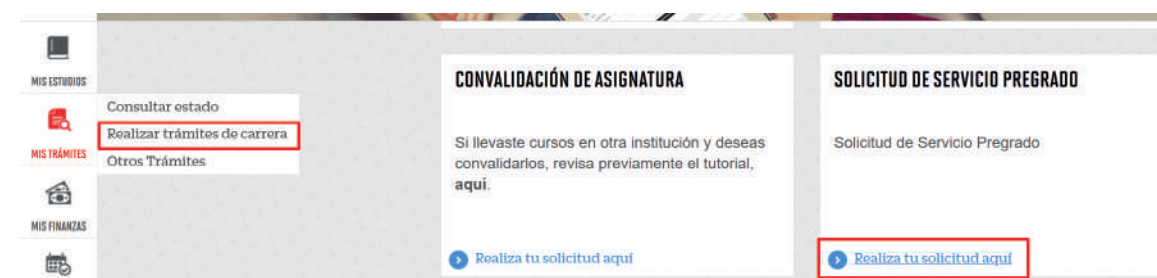 MIS ESTUDIOS
MIS TRÁMITES
MIS FINANZAS
Consultar estado
Realizar trámites de carrera
Otros Trámites
CONVALIDACIÓN DE ASIGNATURA
Si llevaste cursos en otra institución y deseas
convalidarlos, revisa previamente el tutorial,
aquí.
Realiza tu solicitud aquí
SOLICITUD DE SERVICIO PREGRADO
Solicitud de Servicio Pregrado
Realiza tu solicitud aquí